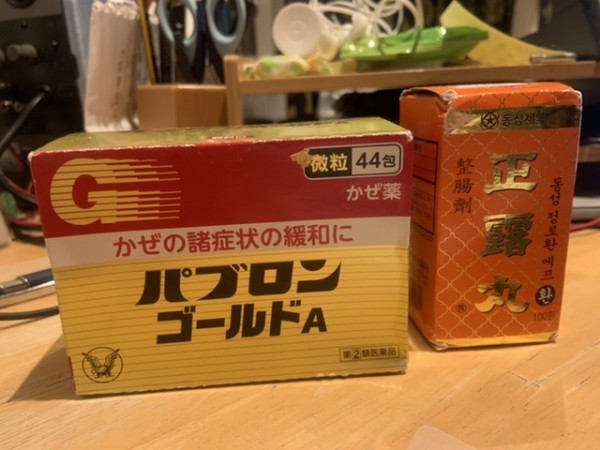 G
微粒 44包
かぜ薬
かぜの諸症状の緩和に
パブロン
ゴールドA
指②類医薬品
동성제약
正露丸
整腸劑
동성 정로환 에프 환
100환